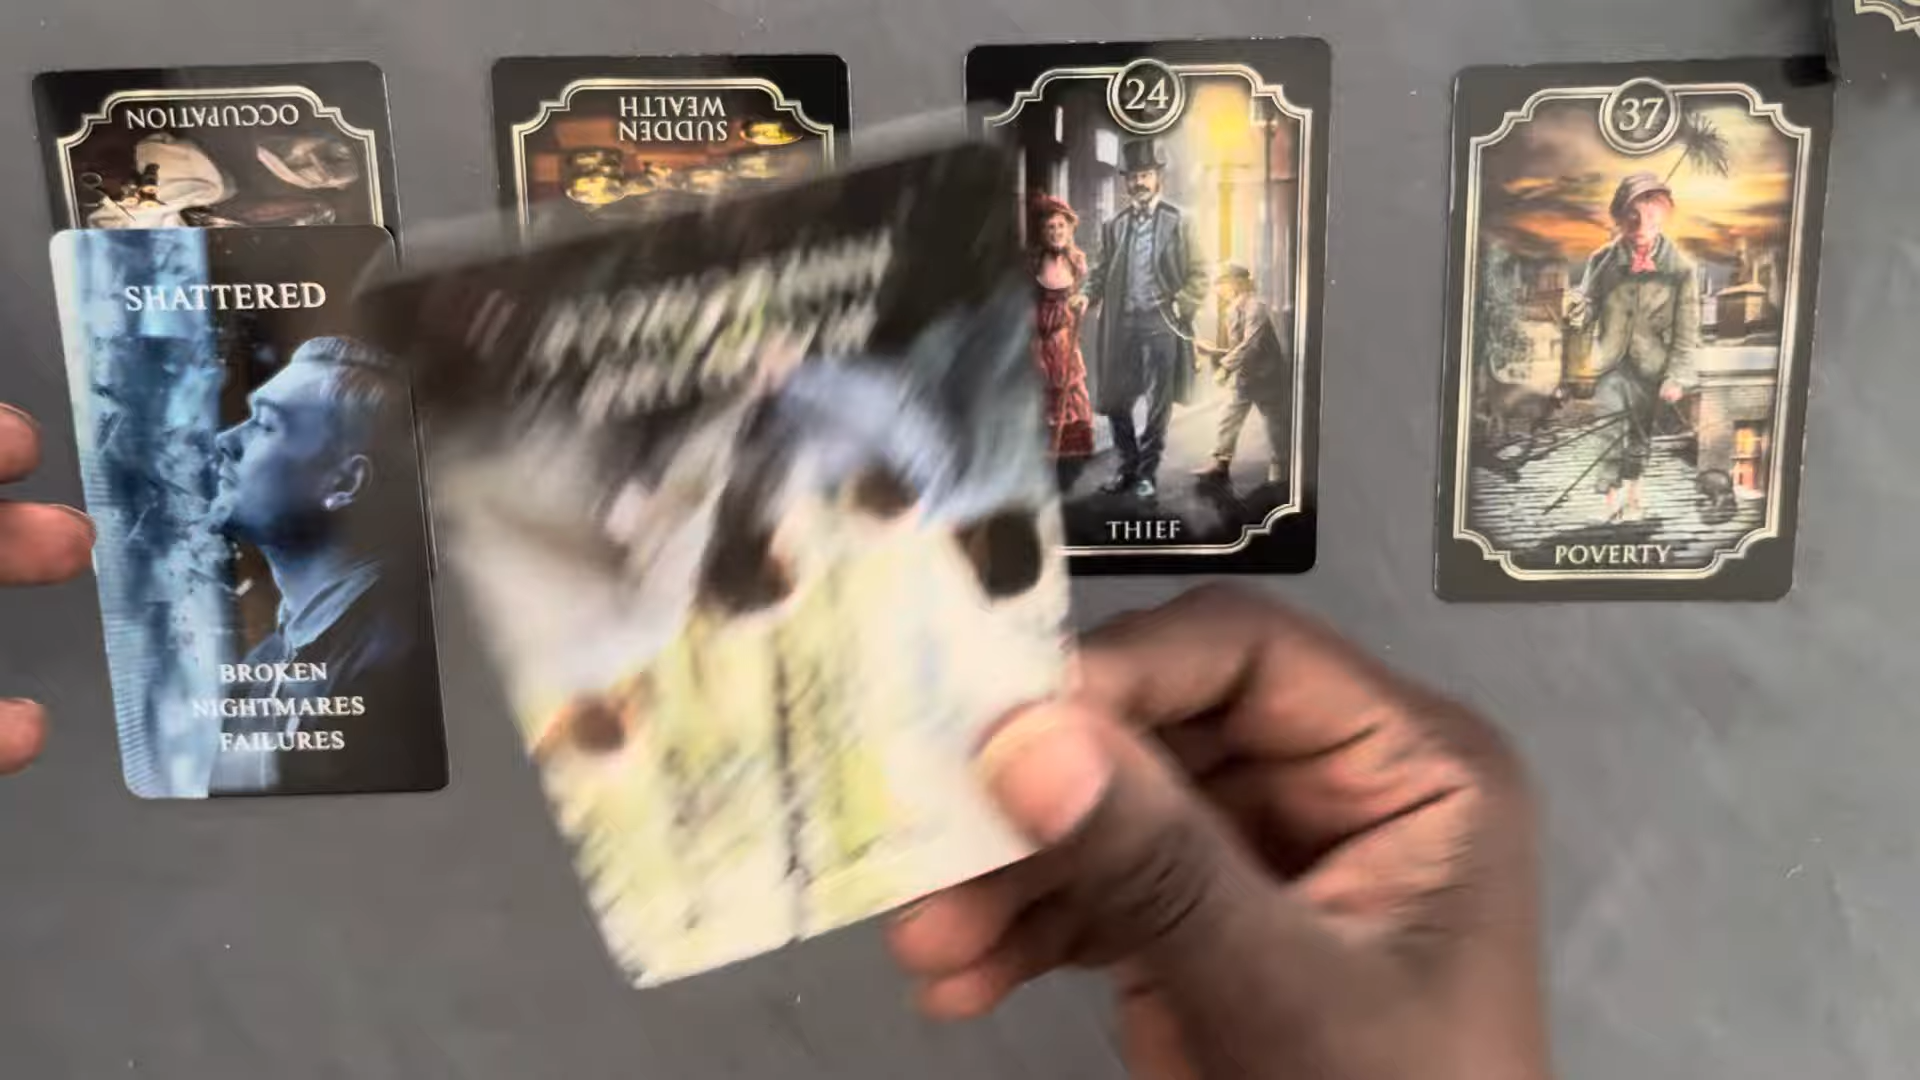 OCCUPATION
SUDDEN
WEALTH
24
THIEF
37
POVERTY
SHATTERED
BROKEN
NIGHTMARES
FAILURES